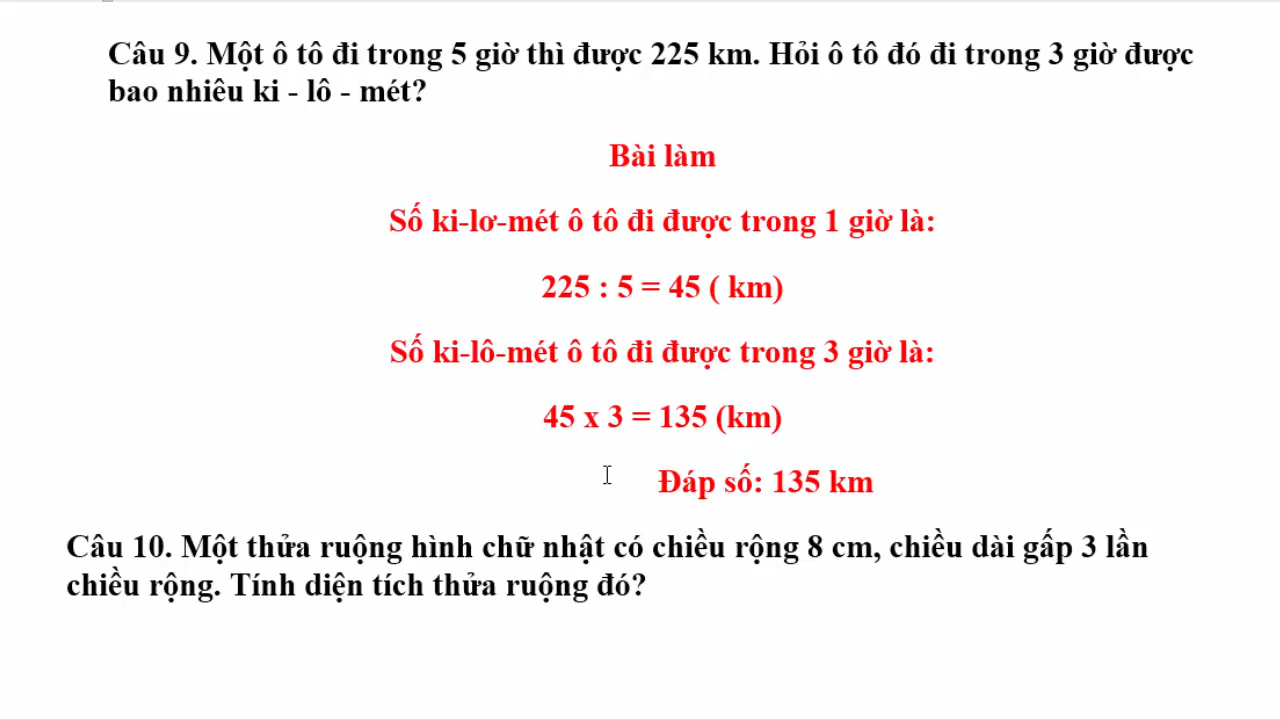 Câu 9. Một ô tô đi trong 5 giờ thì được 225 km. Hỏi ô tô đó đi trong 3 giờ được
bao nhiêu ki - lô - mét?
Bài làm
Số ki-lơ-mét ô tô đi được trong 1 giờ là:
225 : 5 = 45 ( km)
Số ki-lô-mét ô tô đi được trong 3 giờ là:
45 x 3 = 135 (km)
Đáp số: 135 km
Câu 10. Một thửa ruộng hình chữ nhật có chiều rộng 8 cm, chiều dài gấp 3 lần
chiều rộng. Tính diện tích thửa ruộng đó?